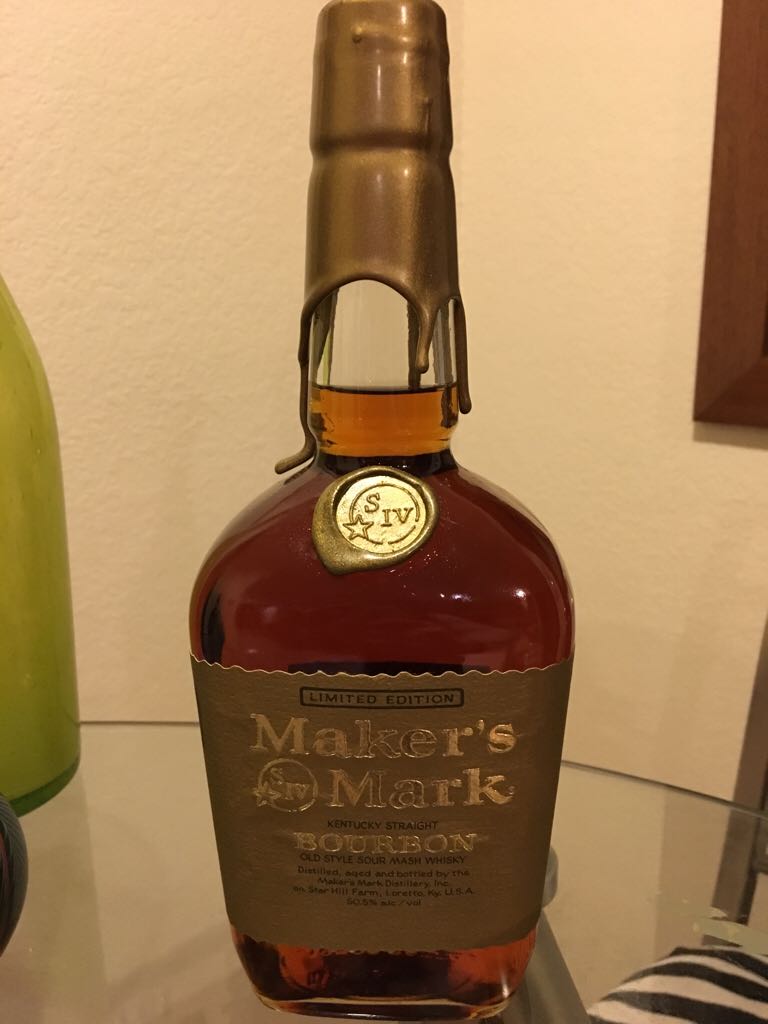 S IV
LIMITED EDITION
Maker's
S IV Mark
KENTUCKY STRAIGHT
BOURBON
OLD STYLE SOUR MASH WHISKY
Distilled, aged and bottled by the
Makers Mark Distillery, Inc.
on Star Hill Farm, Loretto, Ky. U.S.A.
50.5% alc / vol